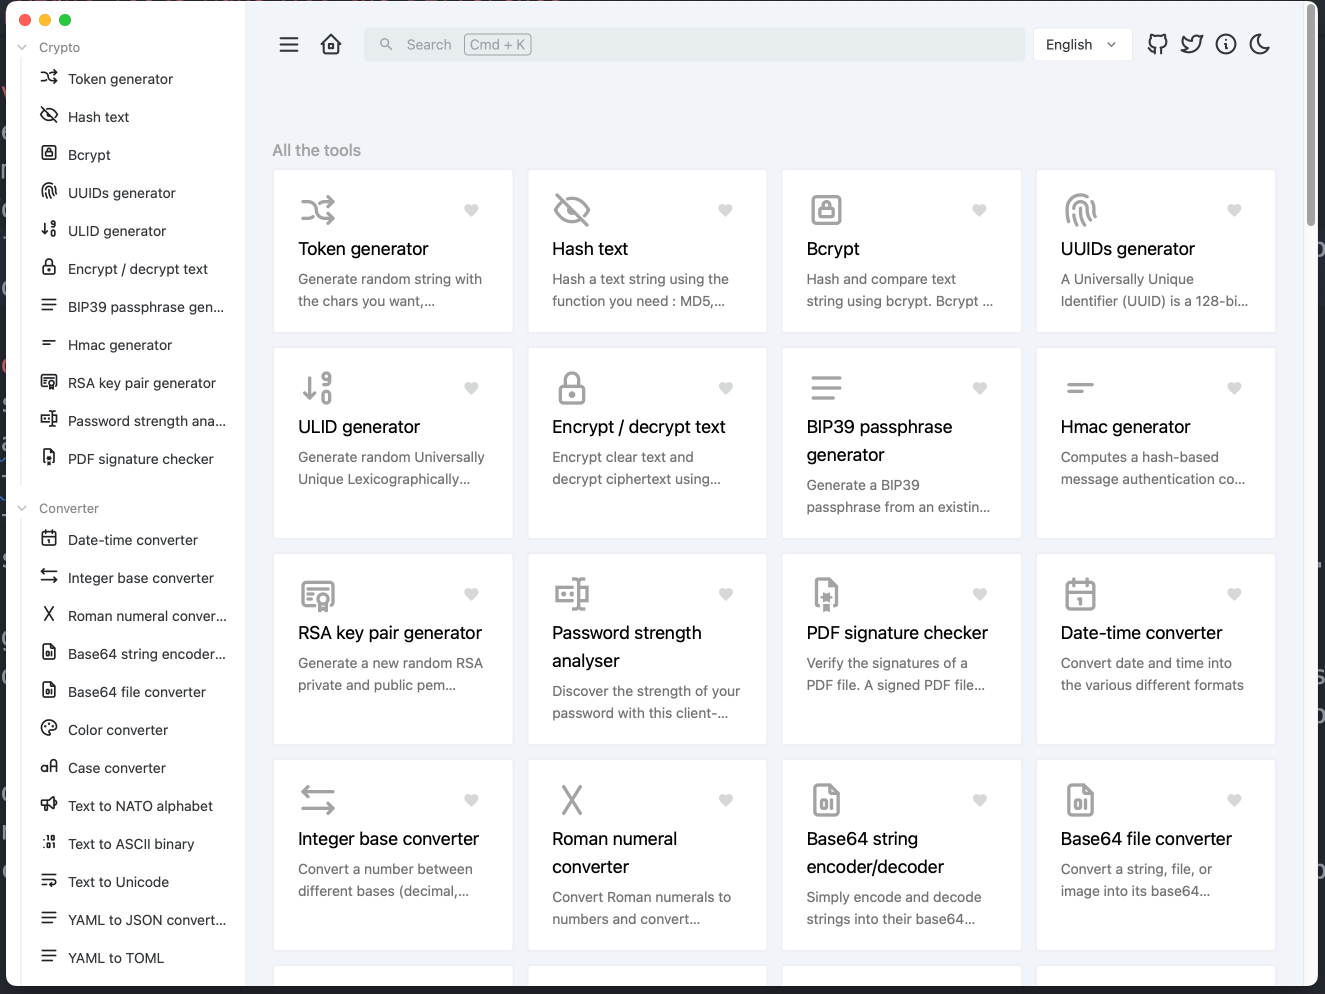 Crypto
Token generator
Hash text
Bcrypt
UUIDs generator
ULID generator
Encrypt / decrypt text
BIP39 passphrase gen...
Hmac generator
RSA key pair generator
Password strength ana...
PDF signature checker
Converter
Date-time converter
Integer base converter
Roman numeral conver...
Base64 string encoder...
Base64 file converter
Color converter
Case converter
Text to NATO alphabet
Text to ASCII binary
Text to Unicode
YAML to JSON convert...
YAML to TOML
Search Cmd + K
English
All the tools
Token generator
Generate random string with
the chars you want,...
Hash text
Hash a text string using the
function you need : MD5,...
Bcrypt
Hash and compare text
string using bcrypt. Bcrypt ...
UUIDs generator
A Universally Unique
Identifier (UUID) is a 128-bi...
ULID generator
Generate random Universally
Unique Lexicographically...
Encrypt / decrypt text
Encrypt clear text and
decrypt ciphertext using...
BIP39 passphrase
generator
Generate a BIP39
passphrase from an existin...
Hmac generator
Computes a hash-based
message authentication co...
RSA key pair generator
Generate a new random RSA
private and public pem...
Password strength
analyser
Discover the strength of your
password with this client-...
PDF signature checker
Verify the signatures of a
PDF file. A signed PDF file...
Date-time converter
Convert date and time into
the various different formats
Integer base converter
Convert a number between
different bases (decimal,...
Roman numeral
converter
Convert Roman numerals to
numbers and convert...
Base64 string
encoder/decoder
Simply encode and decode
strings into their base64...
Base64 file converter
Convert a string, file, or
image into its base64...